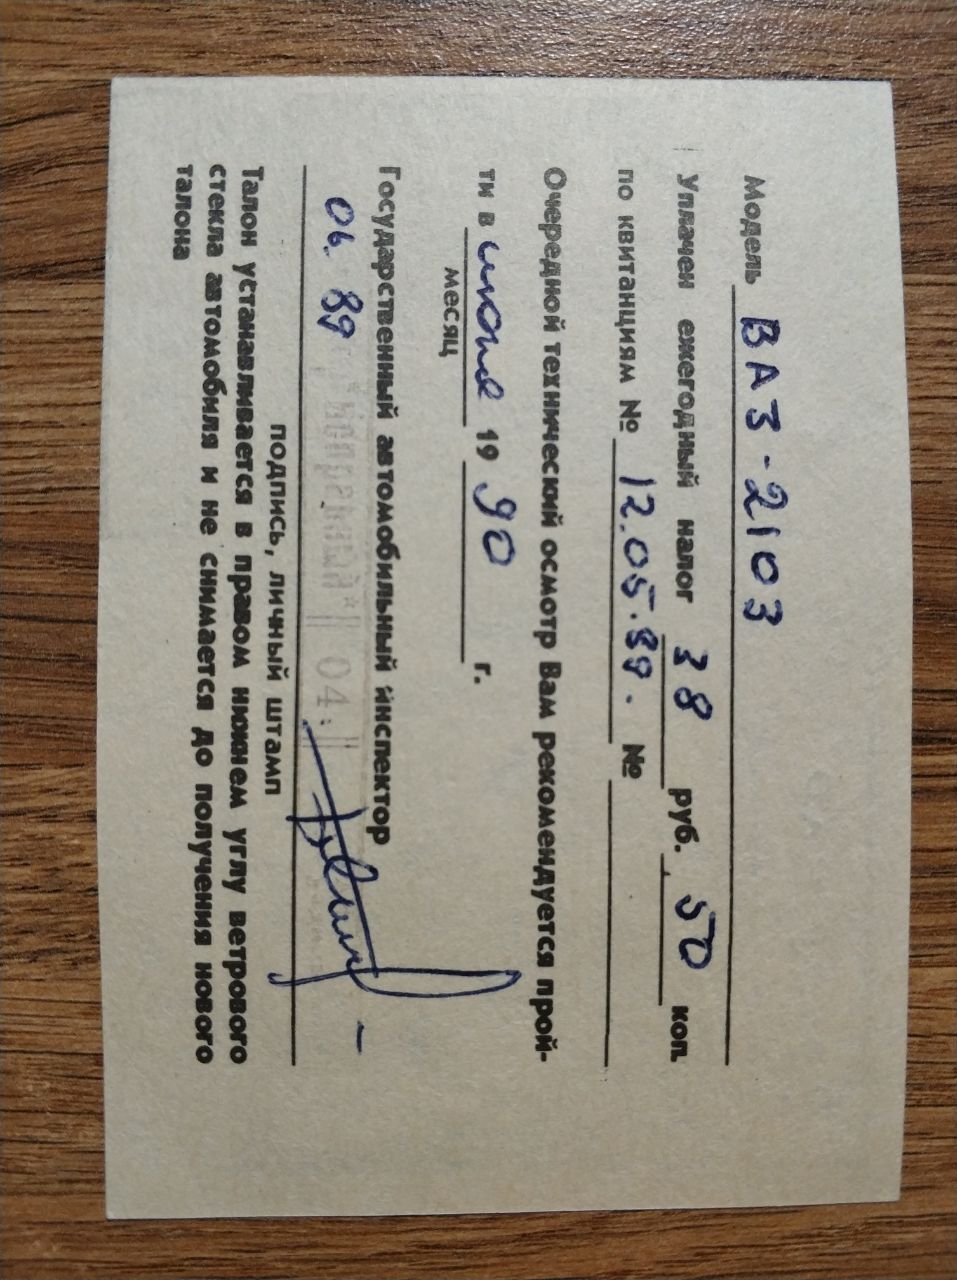 Модель ВАЗ-2103
Уплачен ежегодный налог 38 руб. 50 коп.
по квитанциям № 12.05.89. №
Очередной технический осмотр Вам рекомендуется прой-
ти в июне 19 90 г.
месяц
Государственный автомобильный инспектор
06. 89 04.
подпись, личный штамп
Талон устанавливается в правом нижнем углу ветрового
стекла автомобиля и не снимается до получения нового
талона